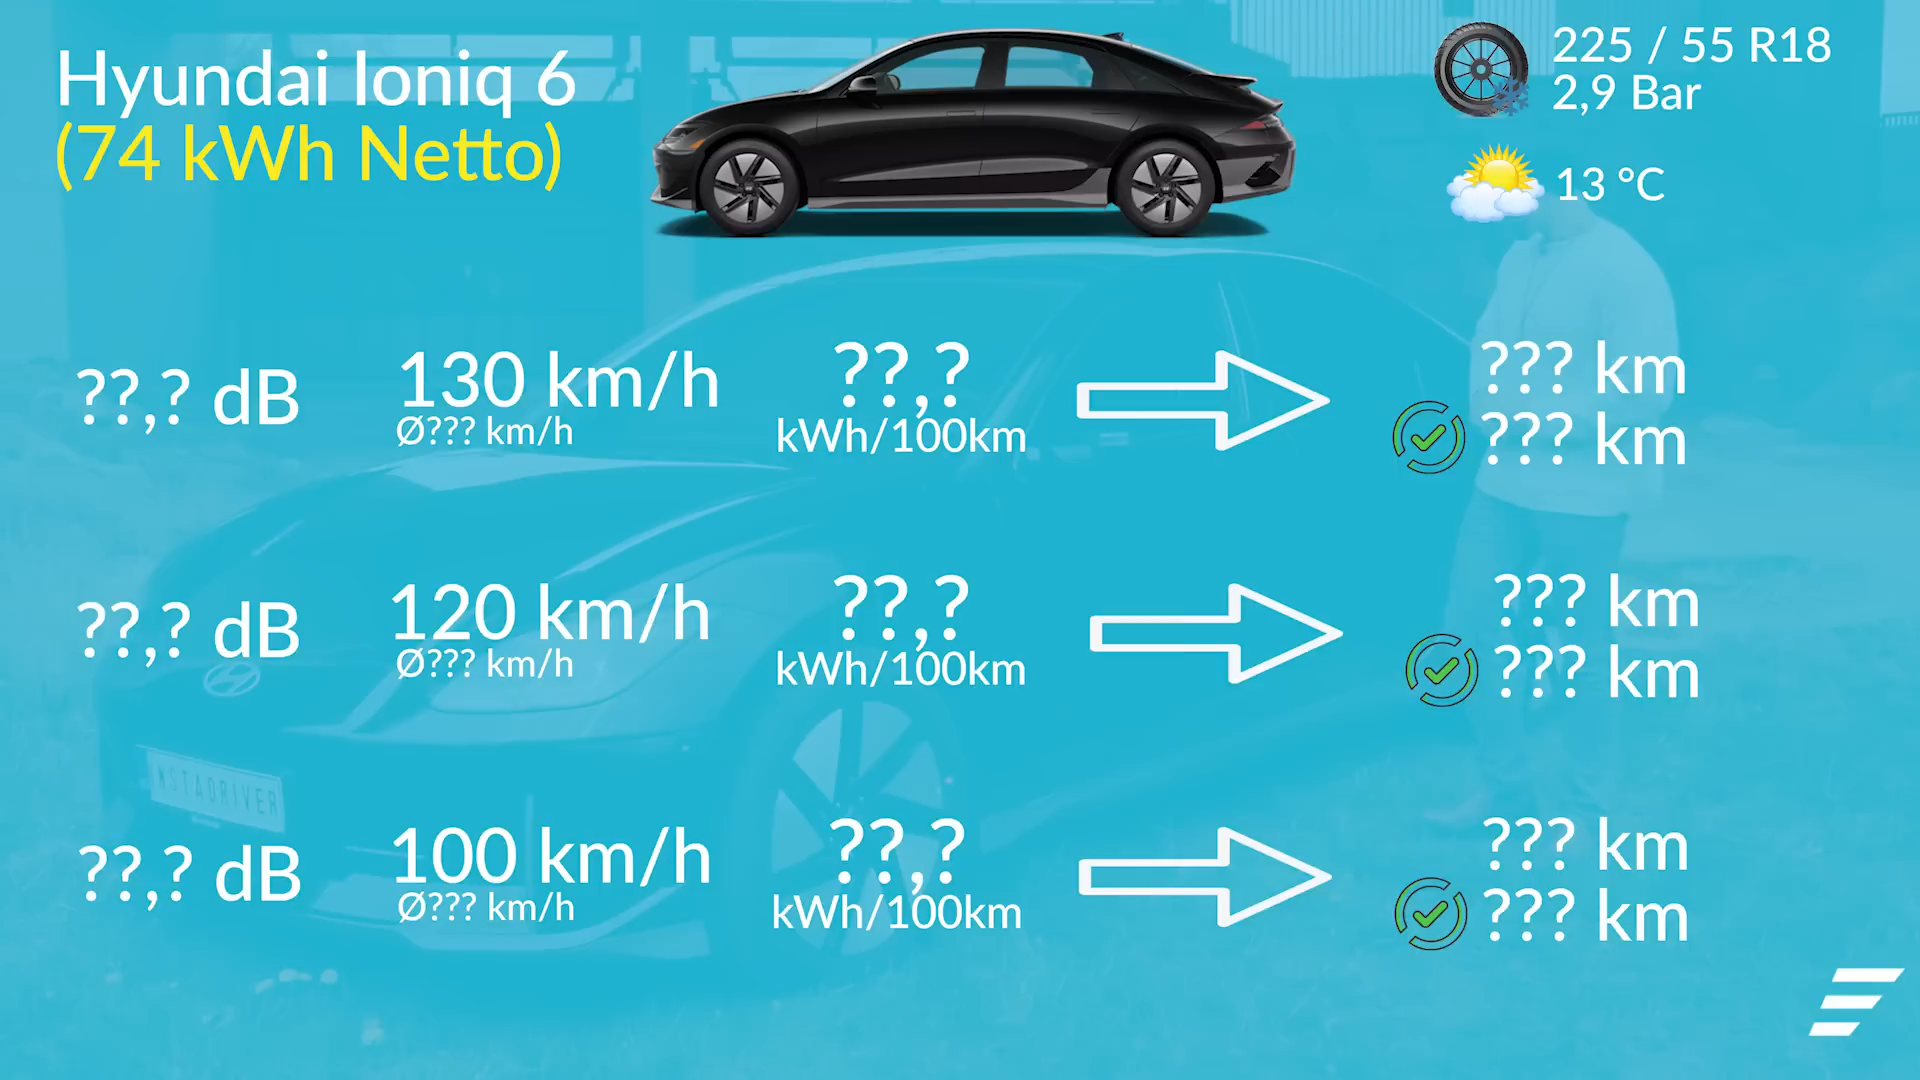 Hyundai Ioniq 6
(74 kWh Netto)
225 / 55 R18
2,9 Bar
13 °C
??,? dB
130 km/h
Ø??? km/h
??,?
kWh/100km
??? km
??? km
??,? dB
120 km/h
Ø??? km/h
??,?
kWh/100km
??? km
??? km
??,? dB
100 km/h
Ø??? km/h
??,?
kWh/100km
??? km
??? km
NSTADRIVER